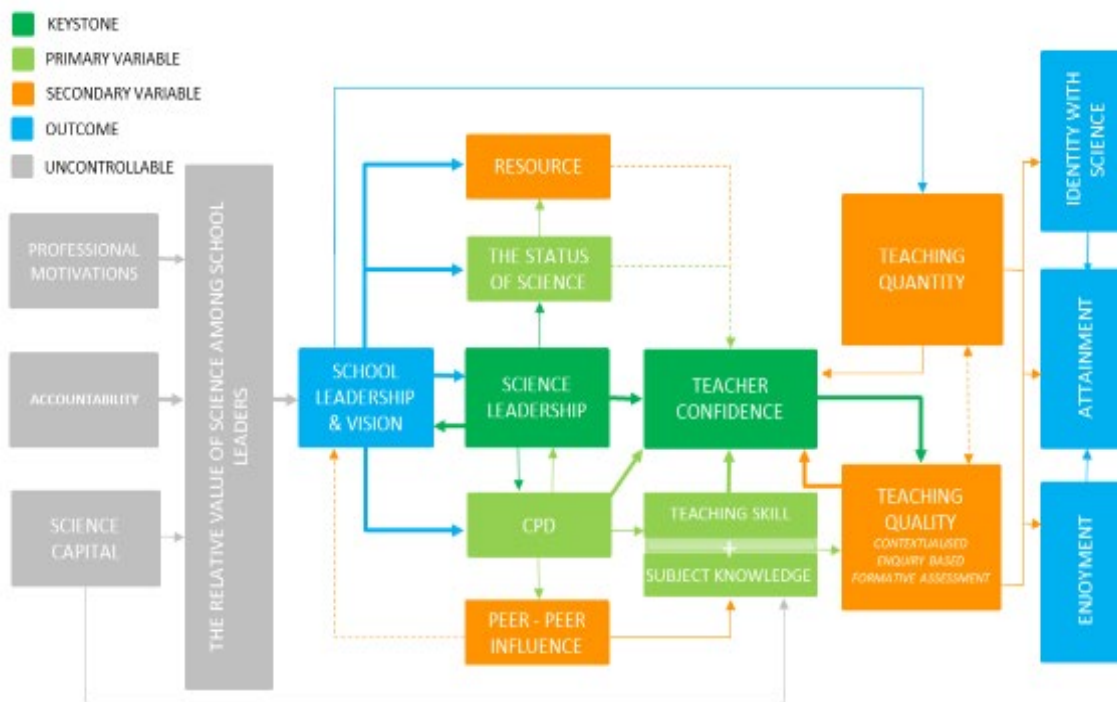 KEYSTONE
PRIMARY VARIABLE
SECONDARY VARIABLE
OUTCOME
UNCONTROLLABLE
PROFESSIONAL
MOTIVATIONS
ACCOUNTABILITY
SCIENCE
CAPITAL
THE RELATIVE VALUE OF SCIENCE AMONG SCHOOL
LEADERS
SCHOOL
LEADERSHIP
& VISION
RESOURCE
THE STATUS
OF SCIENCE
SCIENCE
LEADERSHIP
CPD
PEER - PEER
INFLUENCE
TEACHER
CONFIDENCE
TEACHING SKILL
+
SUBJECT KNOWLEDGE
TEACHING
QUANTITY
TEACHING
QUALITY
CONTEXTUALISED
ENQUIRY BASED
FORMATIVE ASSESSMENT
IDENTITY WITH
SCIENCE
ATTAINMENT
ENJOYMENT